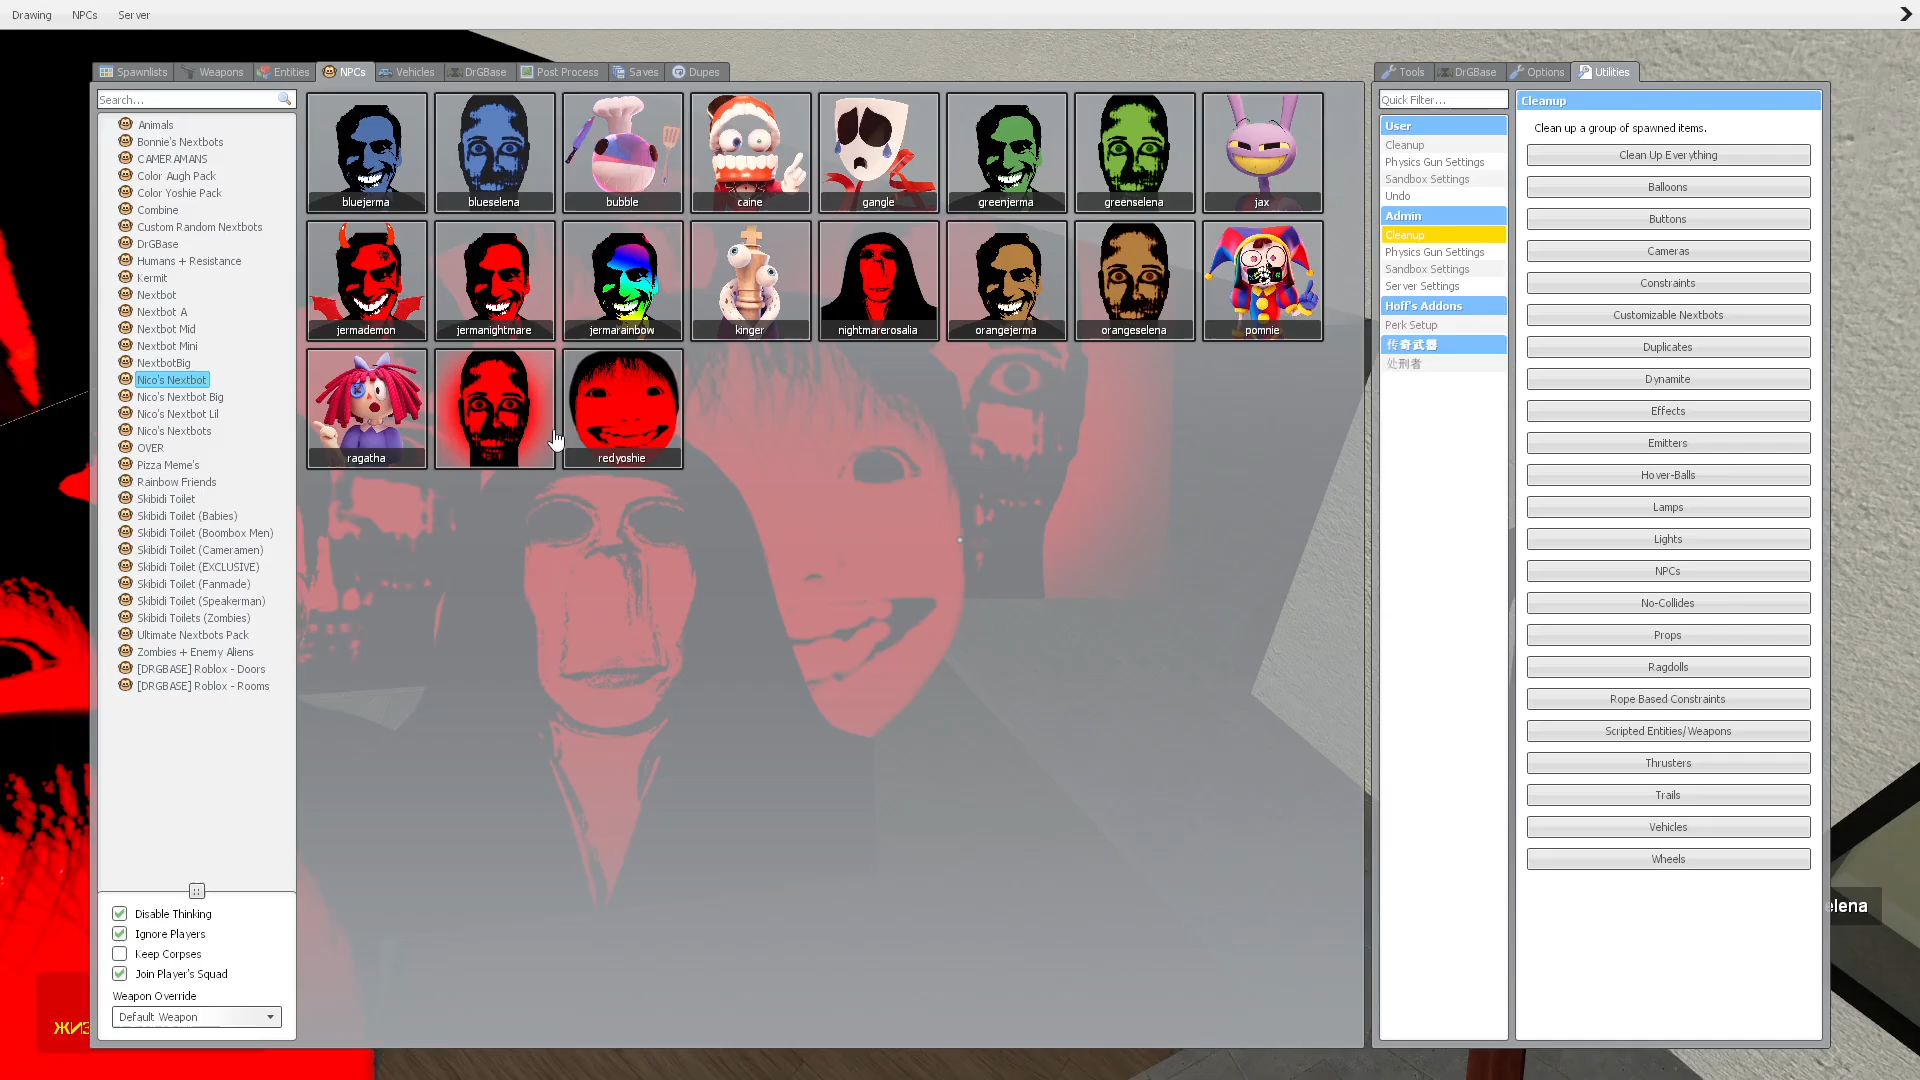 Drawing NPCs Server
Spawnlists Weapons Entities NPCs Vehicles DrGBase Post Process Saves Dupes
Search...
Animals
Bonnie's Nextbots
CAMERAMANS
Color Augh Pack
Color Yoshie Pack
Combine
Custom Random Nextbots
DrGBase
Humans + Resistance
Kermit
Nextbot
Nextbot A
Nextbot Mid
Nextbot Mini
NextbotBig
Nico's Nextbot
Nico's Nextbot Big
Nico's Nextbot Lil
Nico's Nextbots
OVER
Pizza Meme's
Rainbow Friends
Skibidi Toilet
Skibidi Toilet (Babies)
Skibidi Toilet (Boombox Men)
Skibidi Toilet (Cameramen)
Skibidi Toilet (EXCLUSIVE)
Skibidi Toilet (Fanmade)
Skibidi Toilet (Speakerman)
Skibidi Toilets (Zombies)
Ultimate Nextbots Pack
Zombies + Enemy Aliens
[DRGBASE] Roblox - Doors
[DRGBASE] Roblox - Rooms
Disable Thinking
Ignore Players
Keep Corpses
Join Player's Squad
Weapon Override
Default Weapon
bluejerma blueselena bubble caine gangle greenjerma greenselena jax
jermademon jermanightmare jermarainbow kinger nightmarerosalia orangejerma orangeselena pomnie
ragatha redyoshie
Tools DrGBase Options Utilities
Quick Filter...
User
Cleanup
Physics Gun Settings
Sandbox Settings
Undo
Admin
Cleanup
Physics Gun Settings
Sandbox Settings
Server Settings
Hoff's Addons
Perk Setup
传奇武器
处刑者
Cleanup
Clean up a group of spawned items.
Clean Up Everything
Balloons
Buttons
Cameras
Constraints
Customizable Nextbots
Duplicates
Dynamite
Effects
Emitters
Hover-Balls
Lamps
Lights
NPCs
No-Collides
Props
Ragdolls
Rope Based Constraints
Scripted Entities/Weapons
Thrusters
Trails
Vehicles
Wheels
elena
ЖИЗ